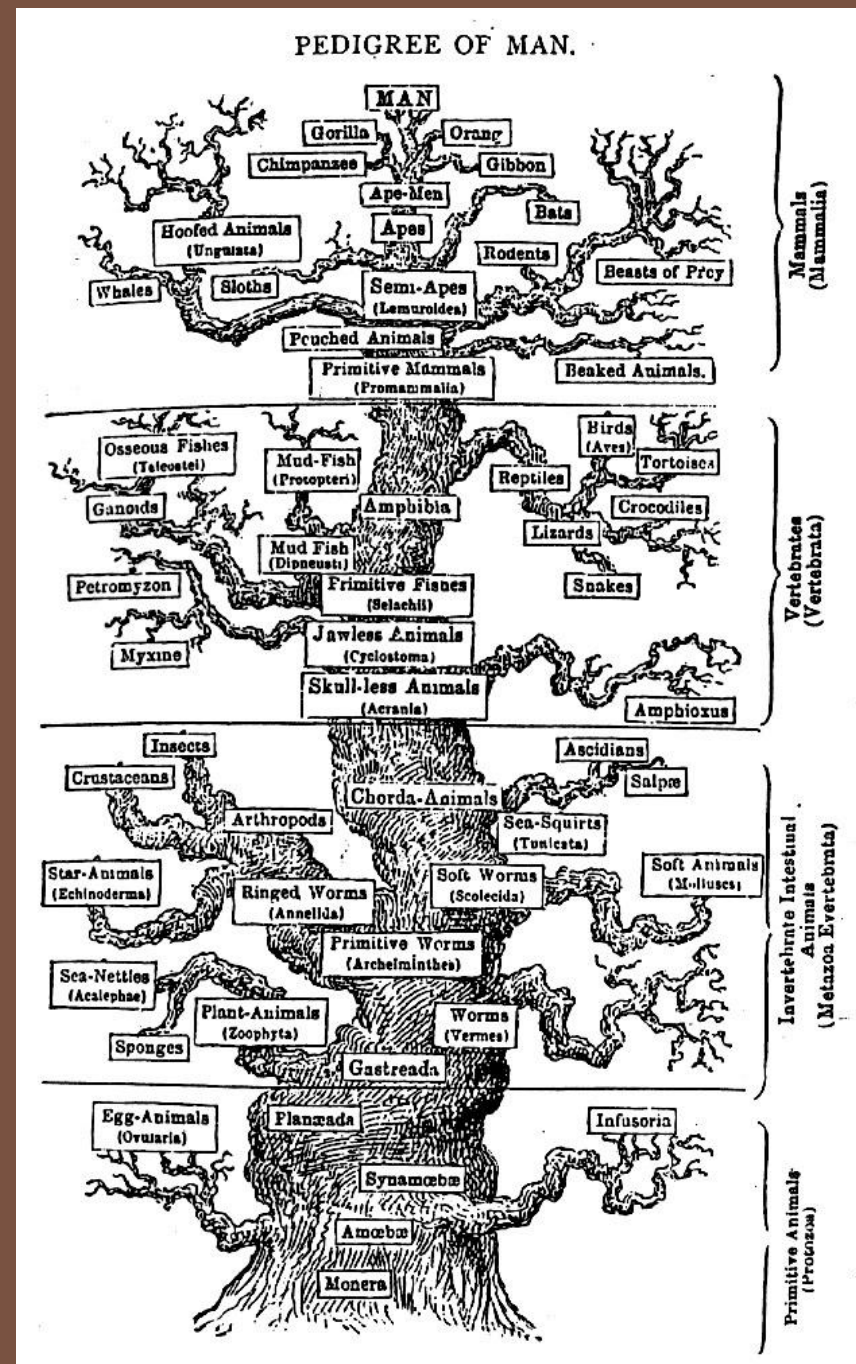 PEDIGREE OF MAN.
MAN
Gorilla
Orang
Chimpanzee
Gibbon
Ape-Men
Bats
Apes
Hoofed Animals
(Ungulata)
Rodents
Beasts of Prey
Whales
Sloths
Semi-Apes
(Lemuroides)
Pouched Animals
Primitive Mammals
(Promammalia)
Beaked Animals.
Mammals
(Mammalia)
Osseous Fishes
(Teleostei)
Mud-Fish
(Protopteri)
Birds
(Aves)
Tortoises
Reptiles
Ganoids
Amphibia
Crocodiles
Lizards
Mud Fish
(Dipneusti)
Petromyzon
Primitive Fishes
(Selachii)
Snakes
Jawless Animals
(Cyclostoma)
Myxine
Skull-less Animals
(Acrania)
Amphioxus
Vertebrates
(Vertebrata)
Insects
Ascidians
Crustaceans
Salpæ
Chorda-Animals
Arthropods
Sea-Squirts
(Tunicata)
Star-Animals
(Echinoderma)
Ringed Worms
(Annelida)
Soft Worms
(Scolecida)
Soft Animals
(Molluscs)
Primitive Worms
(Archelminthes)
Sea-Nettles
(Acalephae)
Plant-Animals
(Zoophyta)
Worms
(Vermes)
Sponges
Gastreada
Invertebrate Intestinal
Animals
(Metazoa Evertebrata)
Egg-Animals
(Ovularia)
Planæada
Infusoria
Synamœbæ
Amœbæ
Monera
Primitive Animals
(Protozoa)